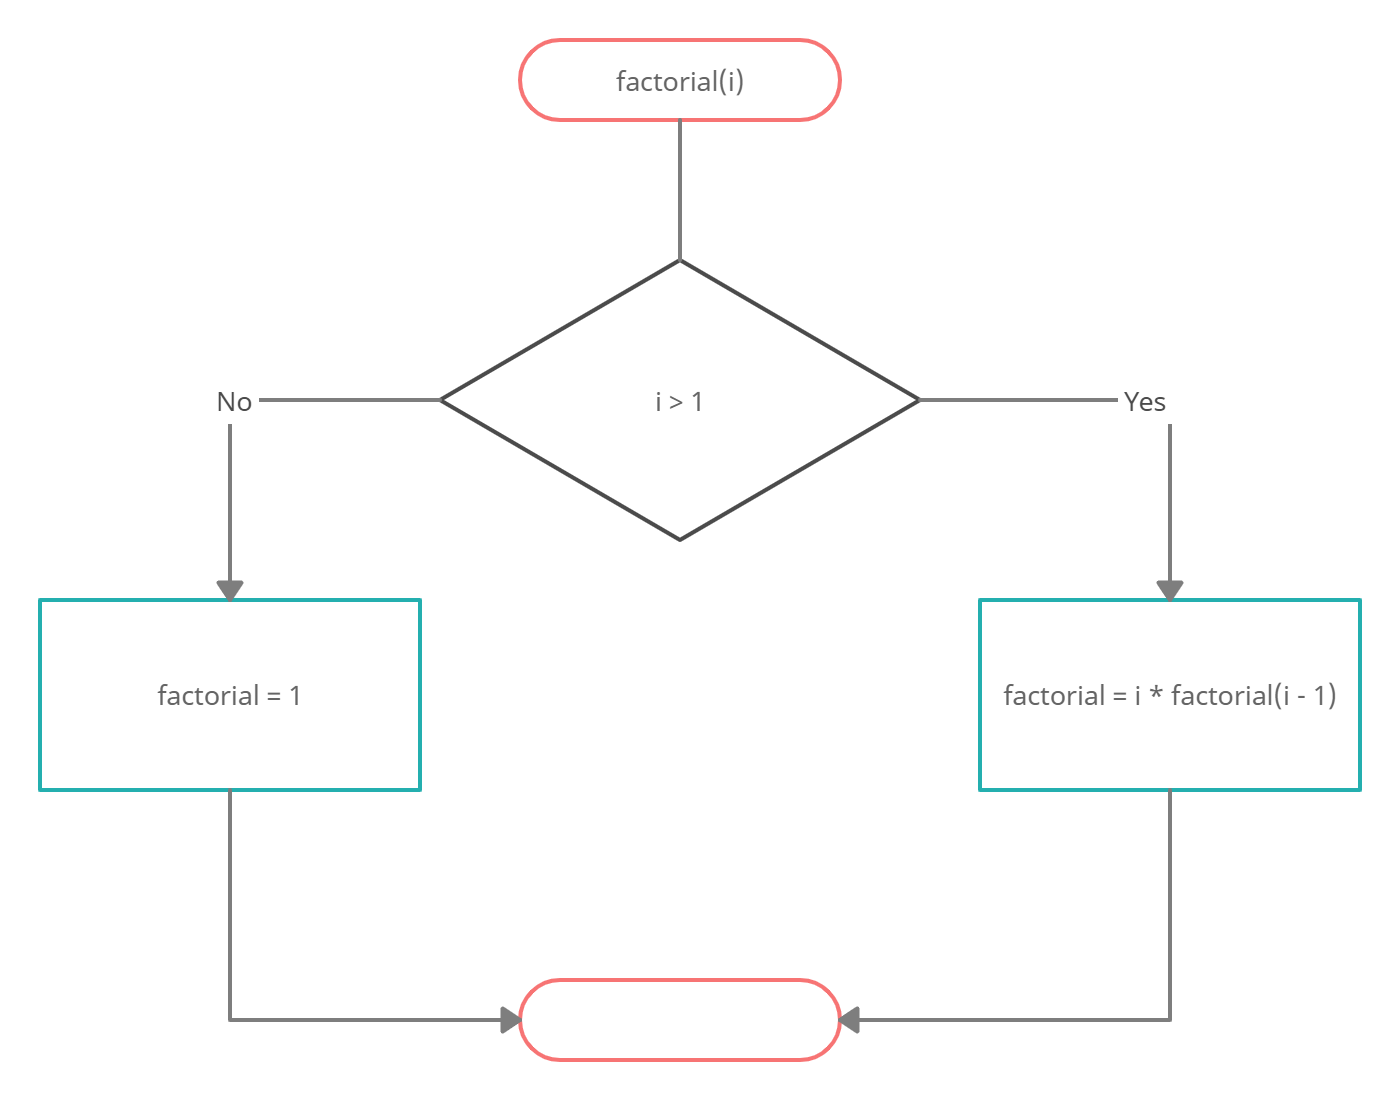 factorial(i)
i > 1
No
Yes
factorial = 1
factorial = i * factorial(i - 1)